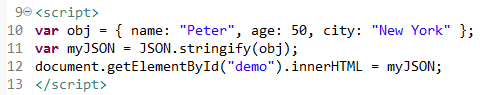 9 <script>
10 var obj = { name: "Peter", age: 50, city: "New York" };
11 var myJSON = JSON.stringify(obj);
12 document.getElementById("demo").innerHTML = myJSON;
13 </script>